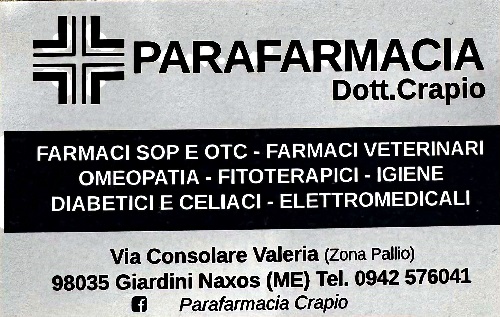 PARAFARMACIA
Dott.Crapio
FARMACI SOP E OTC - FARMACI VETERINARI
OMEOPATIA - FITOTERAPICI - IGIENE
DIABETICI E CELIACI - ELETTROMEDICALI
Via Consolare Valeria (Zona Pallio)
98035 Giardini Naxos (ME) Tel. 0942 576041
Parafarmacia Crapio